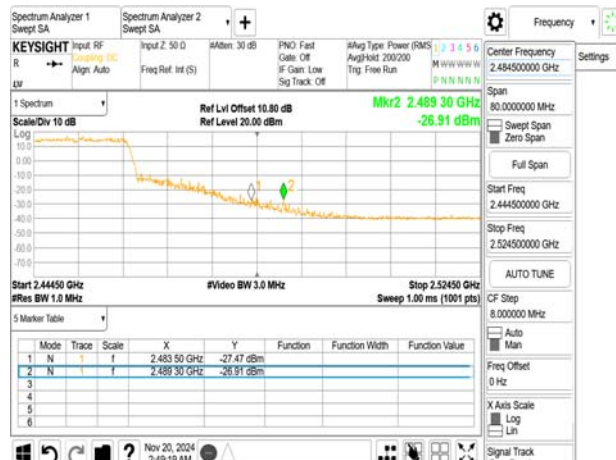 Spectrum Analyzer 1
Swept SA
Spectrum Analyzer 2
Swept SA
+
Frequency
Settings
KEYSIGHT
R
Input: RF
Coupling: DC
Align: Auto
Input Z: 50 Ω
Freq Ref: Int (S)
#Atten: 30 dB
PNO: Fast
Gate: Off
IF Gain: Low
Sig Track: Off
#Avg Type: Power (RMS
Avg|Hold: 200/200
Trig: Free Run
1 2 3 4 5 6
M W W W W W
P N N N N N
1 Spectrum
Scale/Div 10 dB
Ref Lvl Offset 10.80 dB
Ref Level 20.00 dBm
Mkr2 2.489 30 GHz
-26.91 dBm
Log
10.0
0.00
-10.0
-20.0
-30.0
-40.0
-50.0
-60.0
-70.0
1
2
Start 2.44450 GHz
#Res BW 1.0 MHz
#Video BW 3.0 MHz
Stop 2.52450 GHz
Sweep 1.00 ms (1001 pts)
5 Marker Table
Mode Trace Scale X Y Function Function Width Function Value
1 N 1 f 2.483 50 GHz -27.47 dBm
2 N 1 f 2.489 30 GHz -26.91 dBm
3
4
5
6
?
Nov 20, 2024
2:49:19 AM
Center Frequency
2.484500000 GHz
Span
80.0000000 MHz
Swept Span
Zero Span
Full Span
Start Freq
2.444500000 GHz
Stop Freq
2.524500000 GHz
AUTO TUNE
CF Step
8.000000 MHz
Auto
Man
Freq Offset
0 Hz
X Axis Scale
Log
Lin
Signal Track